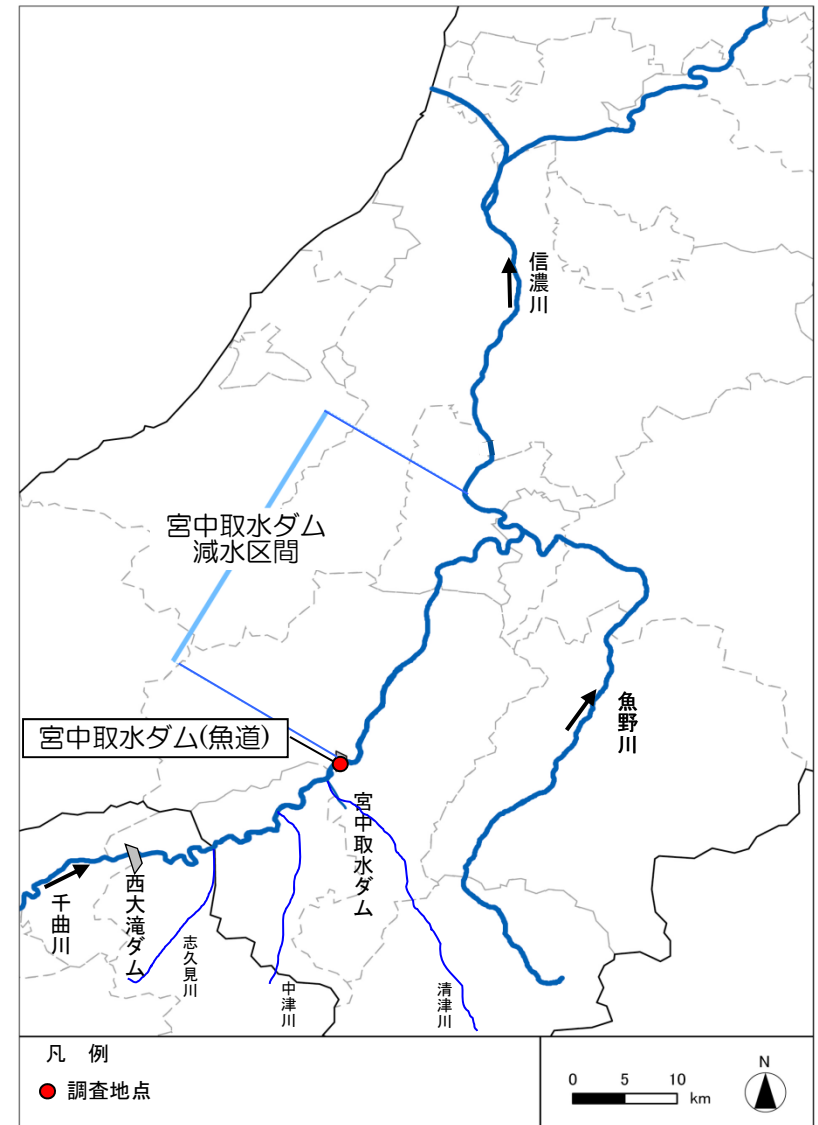 信濃川
宮中取水ダム
減水区間
魚野川
宮中取水ダム(魚道)
宮中取水ダム
千曲川
西大滝ダム
志久見川
中津川
清津川
凡 例
調査地点
0 5 10
km
N